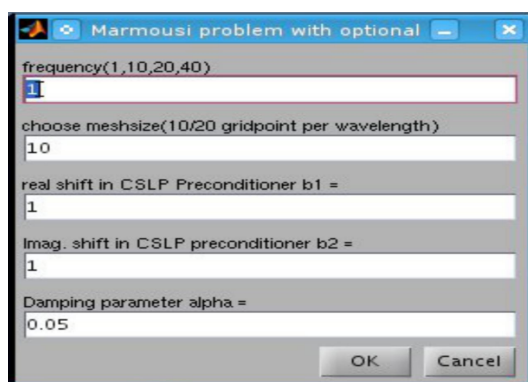 Marmousi problem with optional
frequency(1,10,20,40)
1
choose meshsize(10/20 gridpoint per wavelength)
10
real shift in CSLP Preconditioner b1 =
1
Imag. shift in CSLP preconditioner b2 =
1
Damping parameter alpha =
0.05
OK Cancel